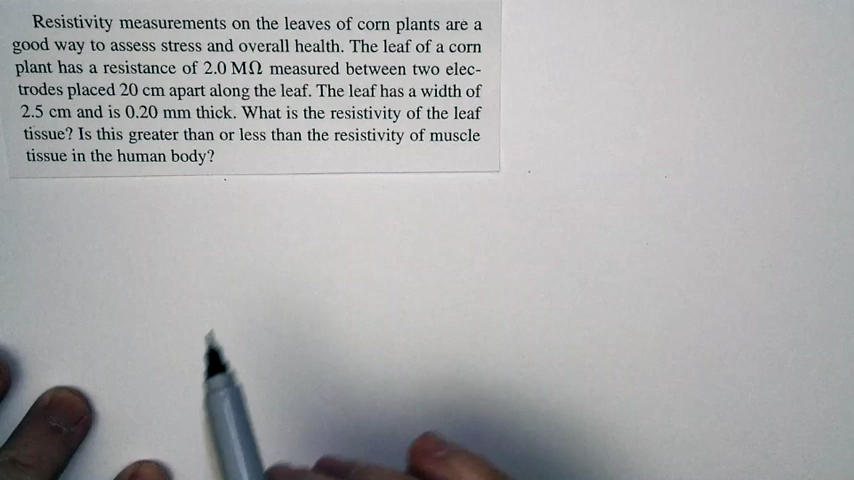 Resistivity measurements on the leaves of corn plants are a
good way to assess stress and overall health. The leaf of a corn
plant has a resistance of 2.0 MΩ measured between two elec-
trodes placed 20 cm apart along the leaf. The leaf has a width of
2.5 cm and is 0.20 mm thick. What is the resistivity of the leaf
tissue? Is this greater than or less than the resistivity of muscle
tissue in the human body?